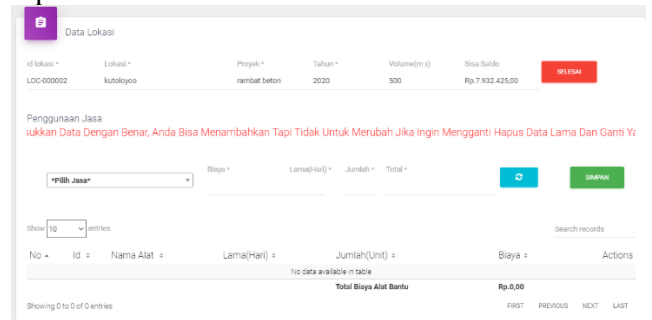 Data Lokasi
id lokasi * Lokasi * Proyek * Tahun * Volume(m3) Sisa Saldo
LOC-000002 kutoloyoo rambat beton 2020 500 Rp.7.932.425,00 SELESAI
Penggunaan Jasa
sukkan Data Dengan Benar, Anda Bisa Menambahkan Tapi Tidak Untuk Merubah Jika Ingin Mengganti Hapus Data Lama Dan Ganti Ya
*Pilih Jasa* Biaya * Lama(Hari) * Jumlah * Total * SIMPAN
Show 10 entries Search records
No Id Nama Alat Lama(Hari) Jumlah(Unit) Biaya Actions
No data available in table
Total Biaya Alat Bantu Rp.0,00
Showing 0 to 0 of 0 entries FIRST PREVIOUS NEXT LAST